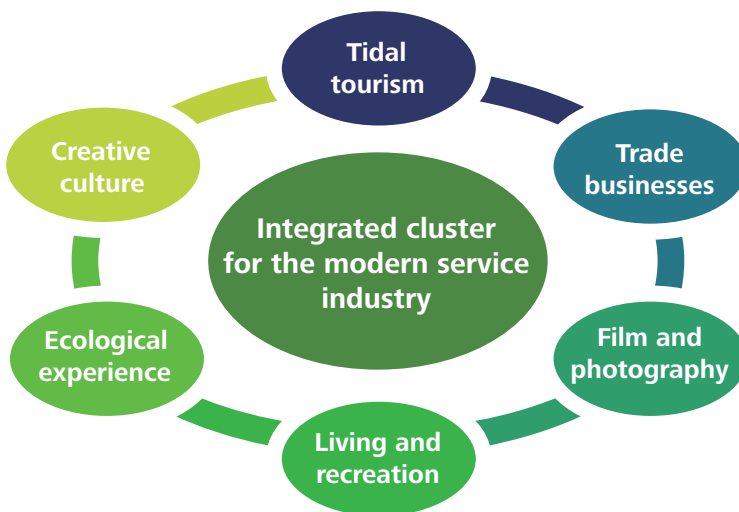 Tidal
tourism
Creative
culture
Trade
businesses
Integrated cluster
for the modern service
industry
Ecological
experience
Film and
photography
Living and
recreation